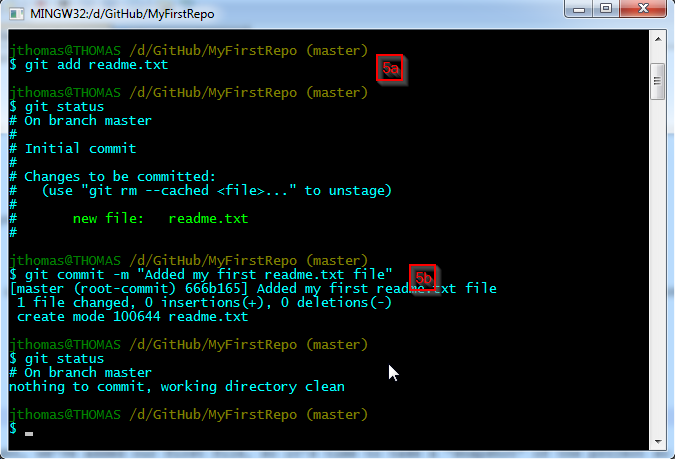 MINGW32:/d/GitHub/MyFirstRepo
jthomas@THOMAS /d/GitHub/MyFirstRepo (master)
$ git add readme.txt
5a
jthomas@THOMAS /d/GitHub/MyFirstRepo (master)
$ git status
# On branch master
#
# Initial commit
#
# Changes to be committed:
#   (use "git rm --cached <file>..." to unstage)
#
#       new file:   readme.txt
#
jthomas@THOMAS /d/GitHub/MyFirstRepo (master)
$ git commit -m "Added my first readme.txt file"
5b
[master (root-commit) 666b165] Added my first readme.txt file
 1 file changed, 0 insertions(+), 0 deletions(-)
 create mode 100644 readme.txt
jthomas@THOMAS /d/GitHub/MyFirstRepo (master)
$ git status
# On branch master
nothing to commit, working directory clean
jthomas@THOMAS /d/GitHub/MyFirstRepo (master)
$